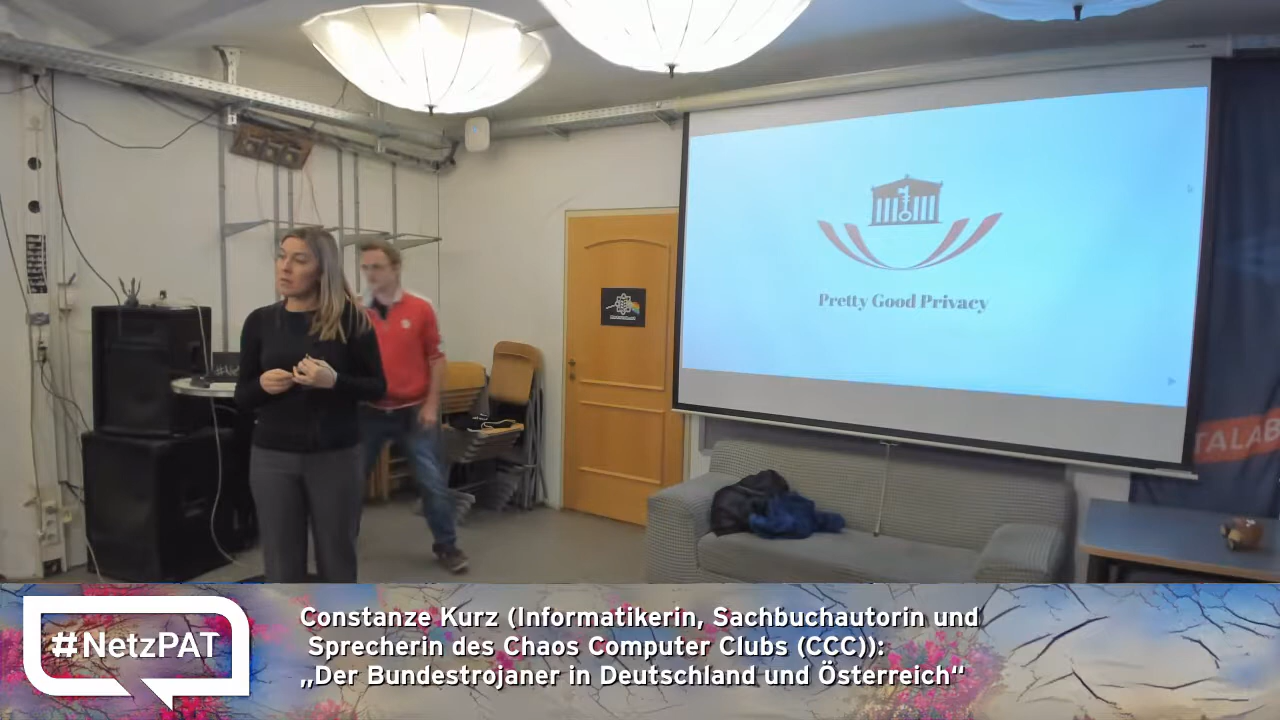 Pretty Good Privacy
TALAB
#NetzPAT
Constanze Kurz (Informatikerin, Sachbuchautorin und
Sprecherin des Chaos Computer Clubs (CCC)):
„Der Bundestrojaner in Deutschland und Österreich“